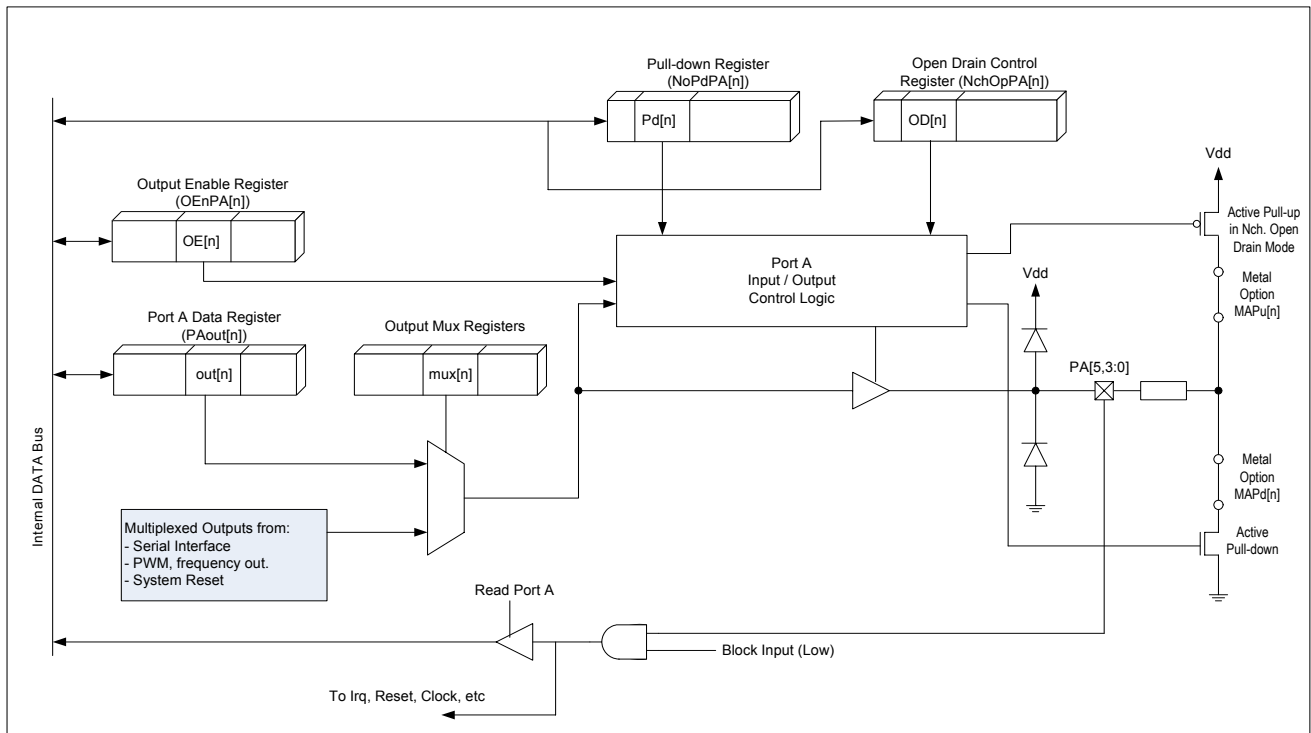 Pull-down Register
(NoPdPA[n])
Open Drain Control
Register (NchOpPA[n])
Pd[n]
OD[n]
Vdd
Output Enable Register
(OEnPA[n])
OE[n]
Active Pull-up
in Nch. Open
Drain Mode
Port A
Input / Output
Control Logic
Metal
Option
MAPu[n]
Vdd
Port A Data Register
(PAout[n])
Output Mux Registers
out[n]
mux[n]
PA[5,3:0]
Internal DATA Bus
Metal
Option
MAPd[n]
Multiplexed Outputs from:
- Serial Interface
- PWM, frequency out.
- System Reset
Active
Pull-down
Read Port A
Block Input (Low)
To Irq, Reset, Clock, etc